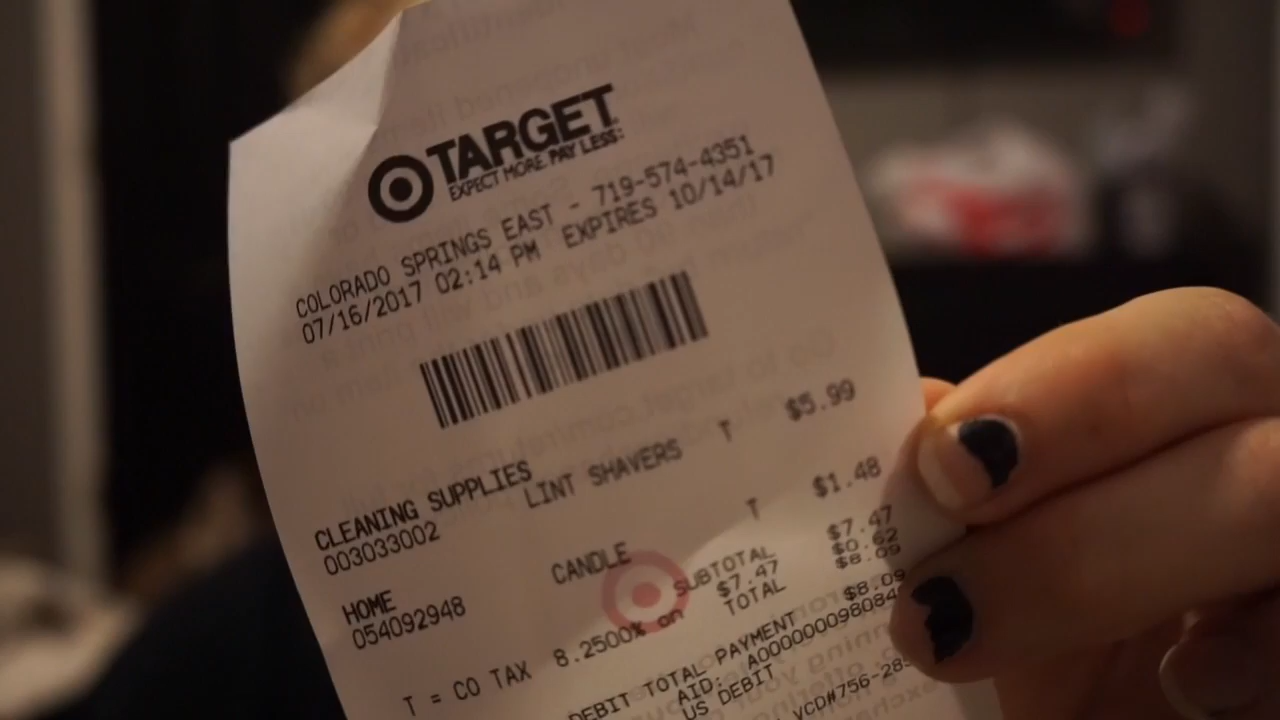 TARGET
EXPECT MORE. PAY LESS.
COLORADO SPRINGS EAST - 719-574-4351
07/16/2017 02:14 PM EXPIRES 10/14/17
CLEANING SUPPLIES
003033002 LINT SHAVERS T $5.99
HOME
054092948 CANDLE T $1.48
SUBTOTAL $7.47
T = CO TAX 8.2500% on $7.47 $0.62
TOTAL $8.09
DEBIT TOTAL PAYMENT $8.09
AID: A0000000980840
US DEBIT